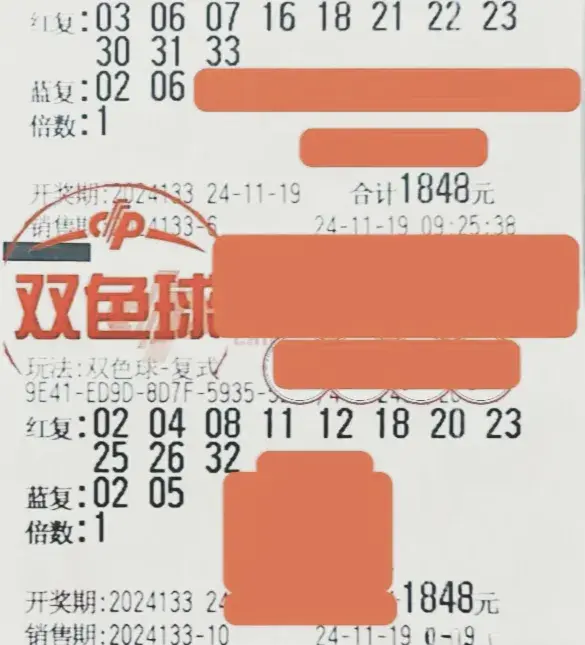 红复:03 06 07 16 18 21 22 23
30 31 33
蓝复:02 06
倍数:1
开奖期:2024133 24-11-19 合计1848元
销售期 24133-6 24-11-19 09:25:38
双色球
玩法:双色球-复式
9E41-ED9D-8D7F-5935-
红复:02 04 08 11 12 18 20 23
25 26 32
蓝复:02 05
倍数:1
开奖期:2024133 24 1848元
销售期:2024133-10 24-11-19